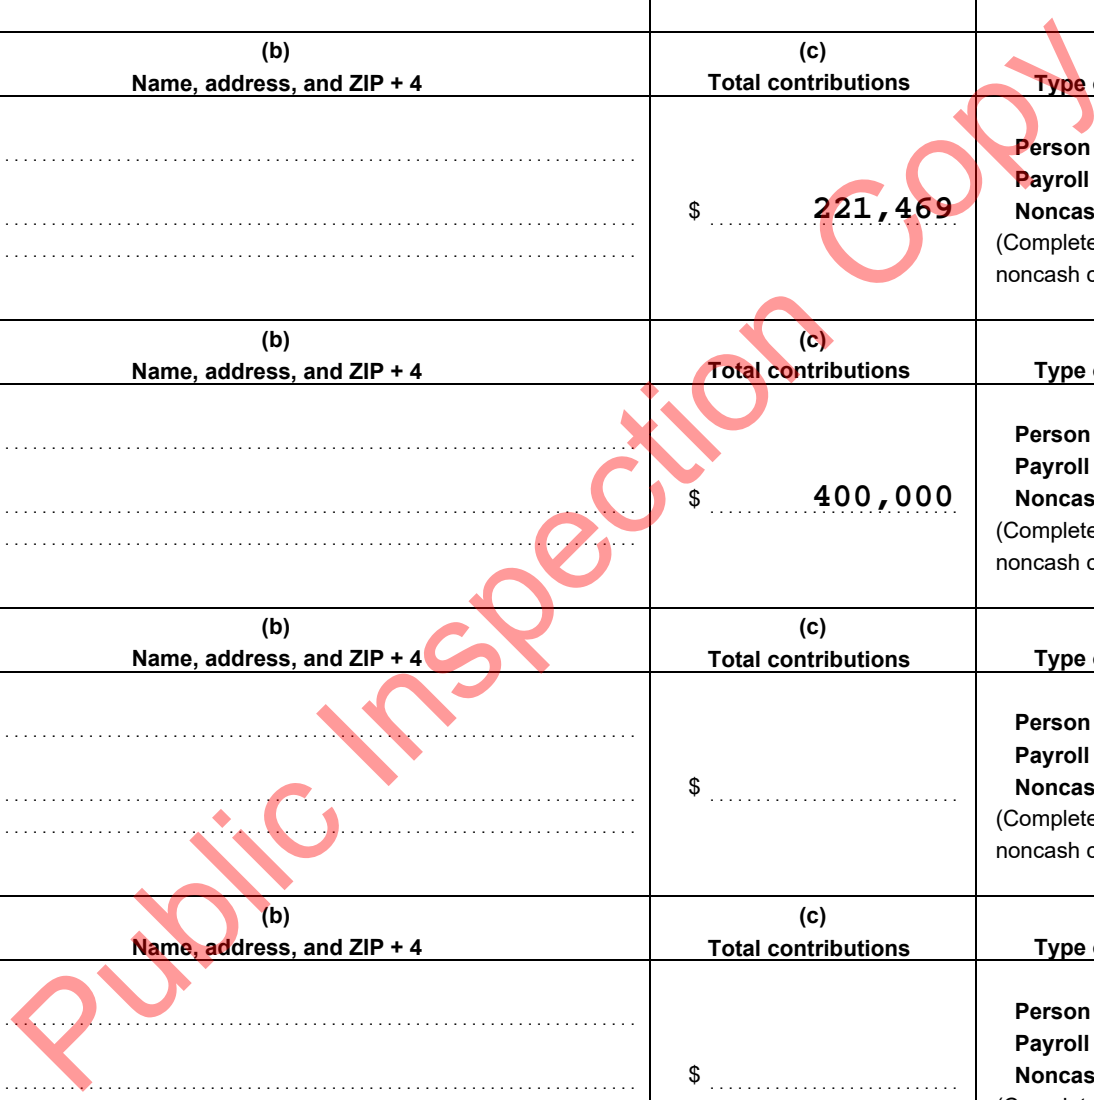 (b) (c)
Name, address, and ZIP + 4 Total contributions Type
Person
Payroll
$ 221,469 Noncas
(Complete
noncash
(b) (c)
Name, address, and ZIP + 4 Total contributions Type
Person
Payroll
$ 400,000 Noncas
(Complete
noncash
(b) (c)
Name, address, and ZIP + 4 Total contributions Type
Person
Payroll
$ Noncas
(Complete
noncash
(b) (c)
Name, address, and ZIP + 4 Total contributions Type
Person
Payroll
$ Noncas
Public Inspection Copy